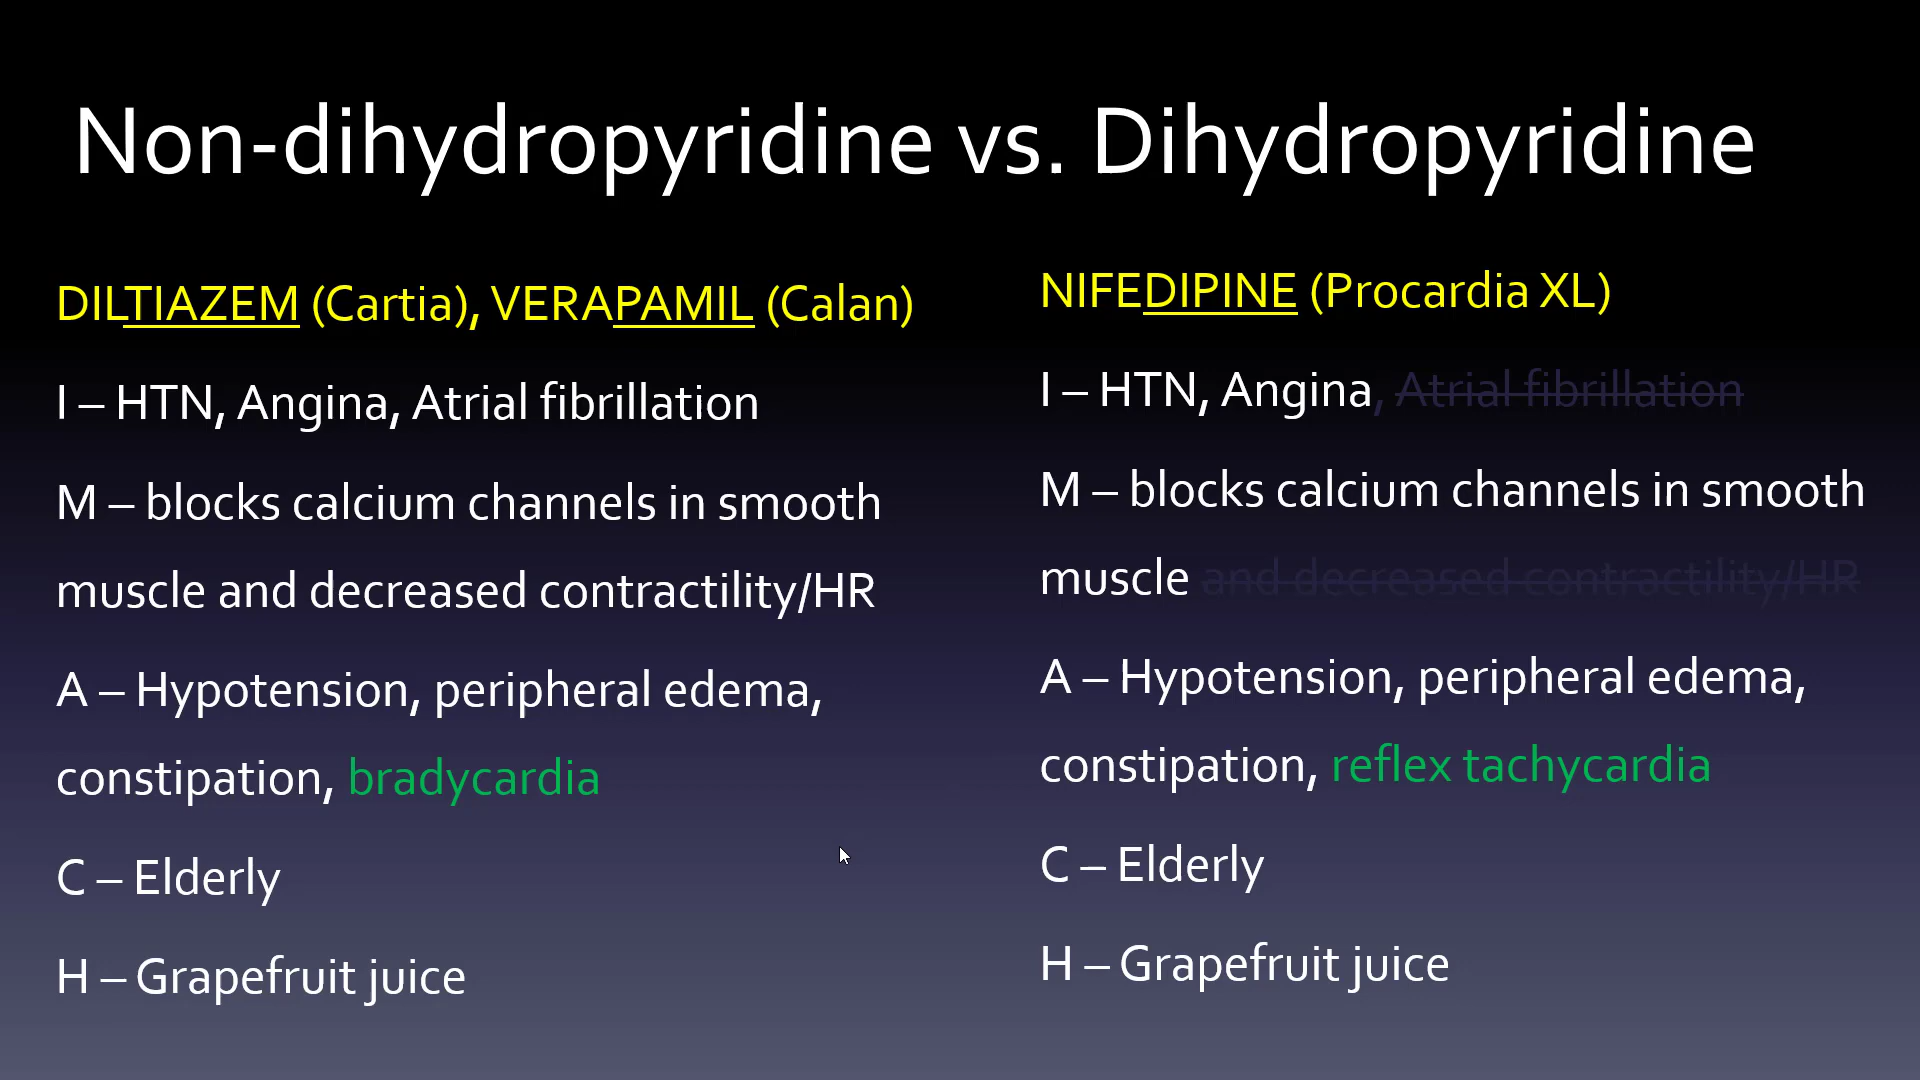 Non-dihydropyridine vs. Dihydropyridine
DILTIAZEM (Cartia), VERAPAMIL (Calan)
I – HTN, Angina, Atrial fibrillation
M – blocks calcium channels in smooth
muscle and decreased contractility/HR
A – Hypotension, peripheral edema,
constipation, bradycardia
C – Elderly
H – Grapefruit juice
NIFEDIPINE (Procardia XL)
I – HTN, Angina, Atrial fibrillation
M – blocks calcium channels in smooth
muscle and decreased contractility/HR
A – Hypotension, peripheral edema,
constipation, reflex tachycardia
C – Elderly
H – Grapefruit juice